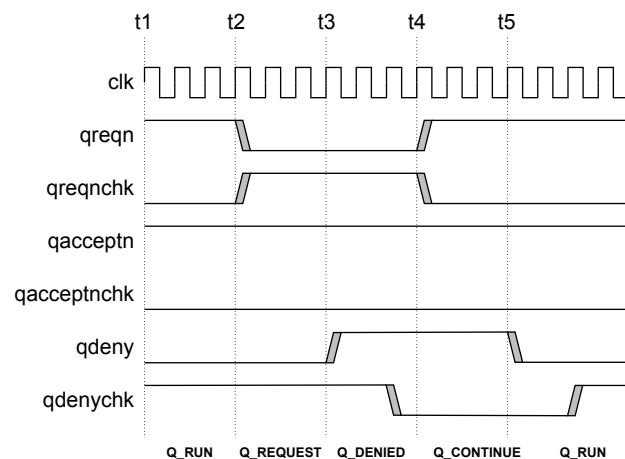 t1 t2 t3 t4 t5
clk
qreqn
qreqnchk
qacceptn
qacceptnchk
qdeny
qdenychk
Q_RUN Q_REQUEST Q_DENIED Q_CONTINUE Q_RUN